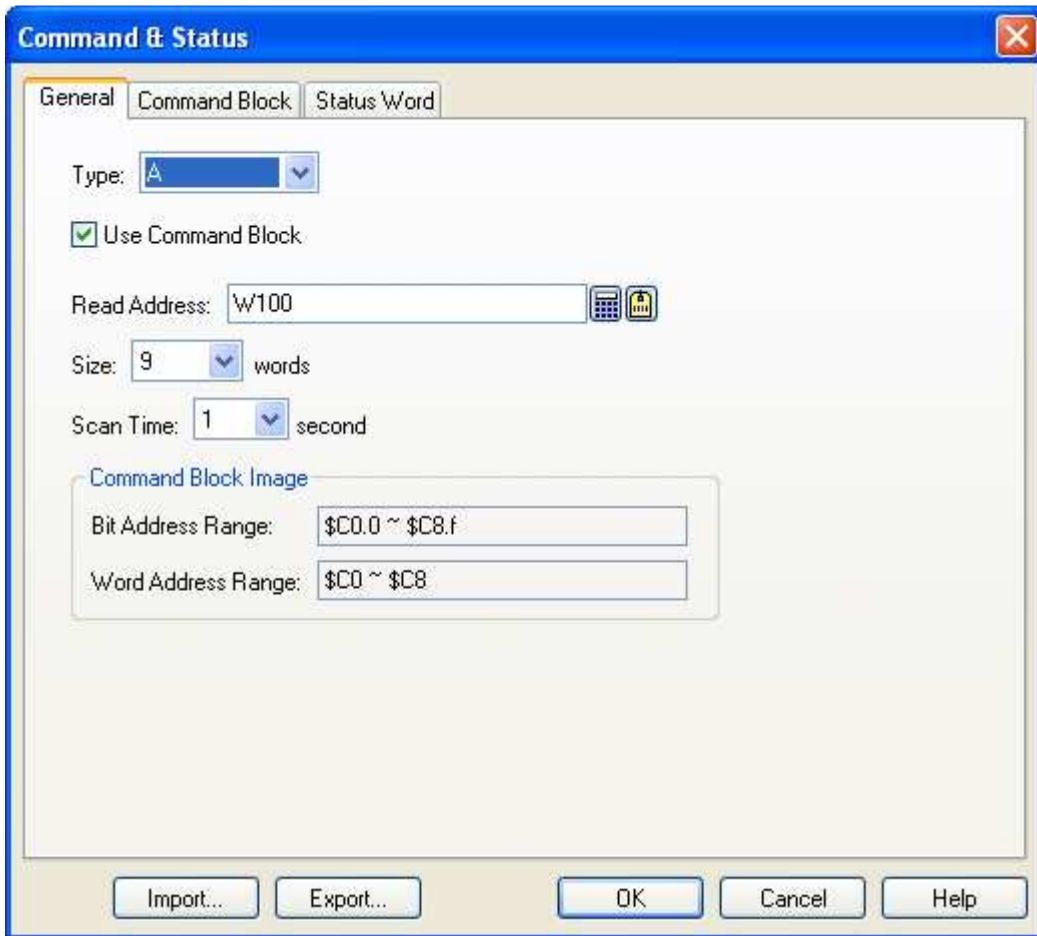 Command & Status
General Command Block Status Word
Type: A
Use Command Block
Read Address: W100
Size: 9 words
Scan Time: 1 second
Command Block Image
Bit Address Range: $C0.0 ~ $C8.f
Word Address Range: $C0 ~ $C8
Import... Export... OK Cancel Help